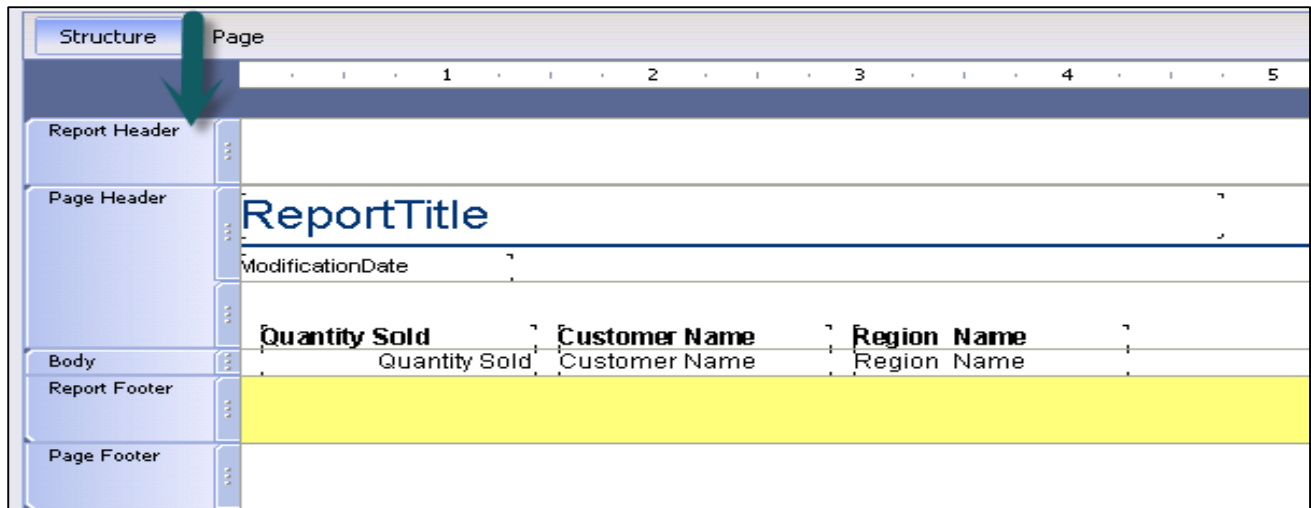 Structure Page
1 2 3 4 5
Report Header
Page Header
ReportTitle
ModificationDate
Quantity Sold Customer Name Region Name
Body Quantity Sold Customer Name Region Name
Report Footer
Page Footer